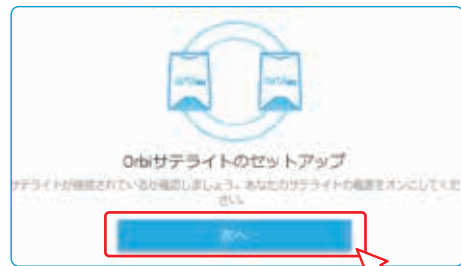 Orbiサテライトのセットアップ
サテライトが接続されているか確認しましょう。あなたのサテライトの電源をオンにしてくだ
さい。
次へ